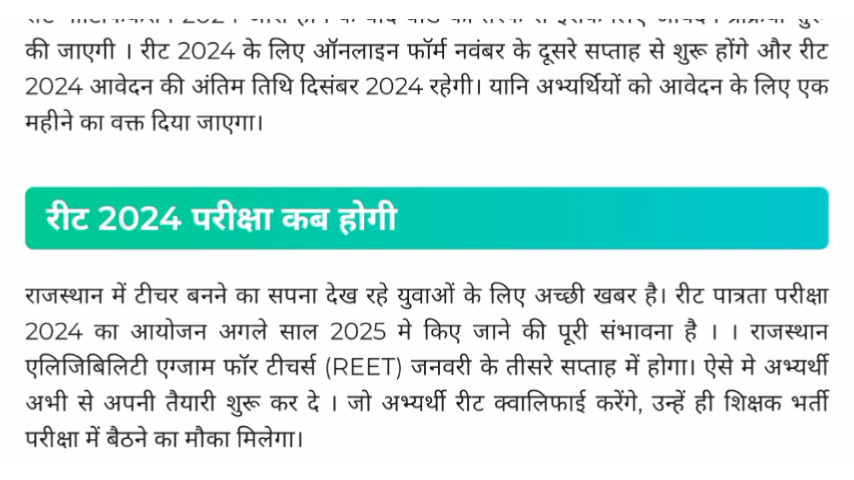 की जाएगी । रीट 2024 के लिए ऑनलाइन फॉर्म नवंबर के दूसरे सप्ताह से शुरू होंगे और रीट
2024 आवेदन की अंतिम तिथि दिसंबर 2024 रहेगी। यानि अभ्यर्थियों को आवेदन के लिए एक
महीने का वक्त दिया जाएगा।
रीट 2024 परीक्षा कब होगी
राजस्थान में टीचर बनने का सपना देख रहे युवाओं के लिए अच्छी खबर है। रीट पात्रता परीक्षा
2024 का आयोजन अगले साल 2025 मे किए जाने की पूरी संभावना है । । राजस्थान
एलिजिबिलिटी एग्जाम फॉर टीचर्स (REET) जनवरी के तीसरे सप्ताह में होगा। ऐसे मे अभ्यर्थी
अभी से अपनी तैयारी शुरू कर दे । जो अभ्यर्थी रीट क्वालिफाई करेंगे, उन्हें ही शिक्षक भर्ती
परीक्षा में बैठने का मौका मिलेगा।